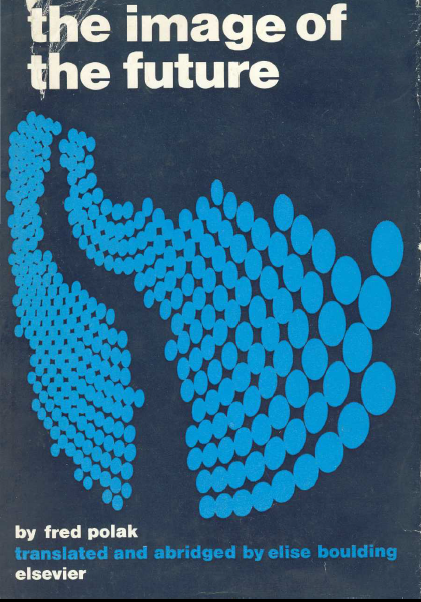 the image of
the future
by fred polak
translated and abridged by elise boulding
elsevier